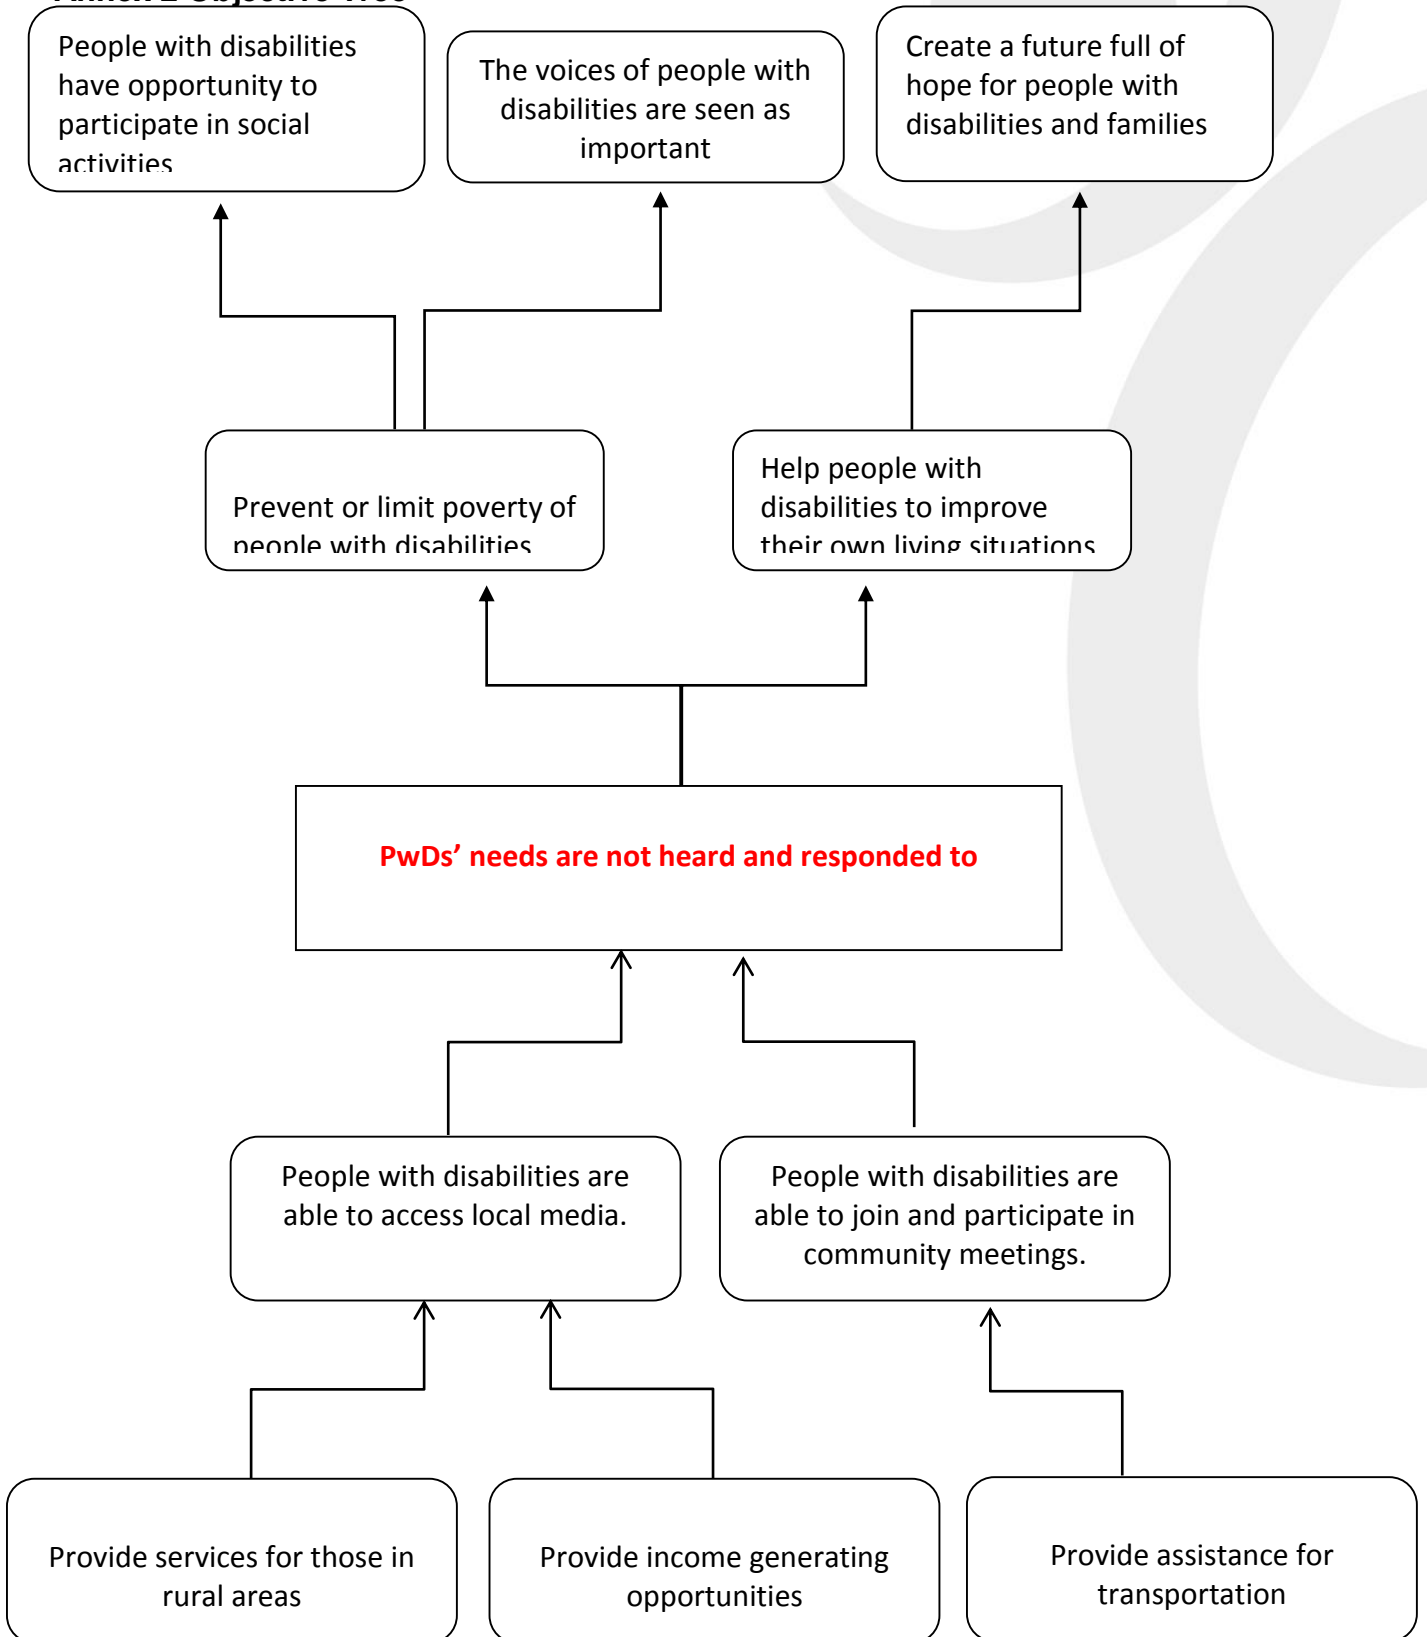 Annex 2 Objective Tree
People with disabilities
have opportunity to
participate in social
activities
The voices of people with
disabilities are seen as
important
Create a future full of
hope for people with
disabilities and families
Prevent or limit poverty of
people with disabilities
Help people with
disabilities to improve
their own living situations
PwDs’ needs are not heard and responded to
People with disabilities are
able to access local media.
People with disabilities are
able to join and participate in
community meetings.
Provide services for those in
rural areas
Provide income generating
opportunities
Provide assistance for
transportation